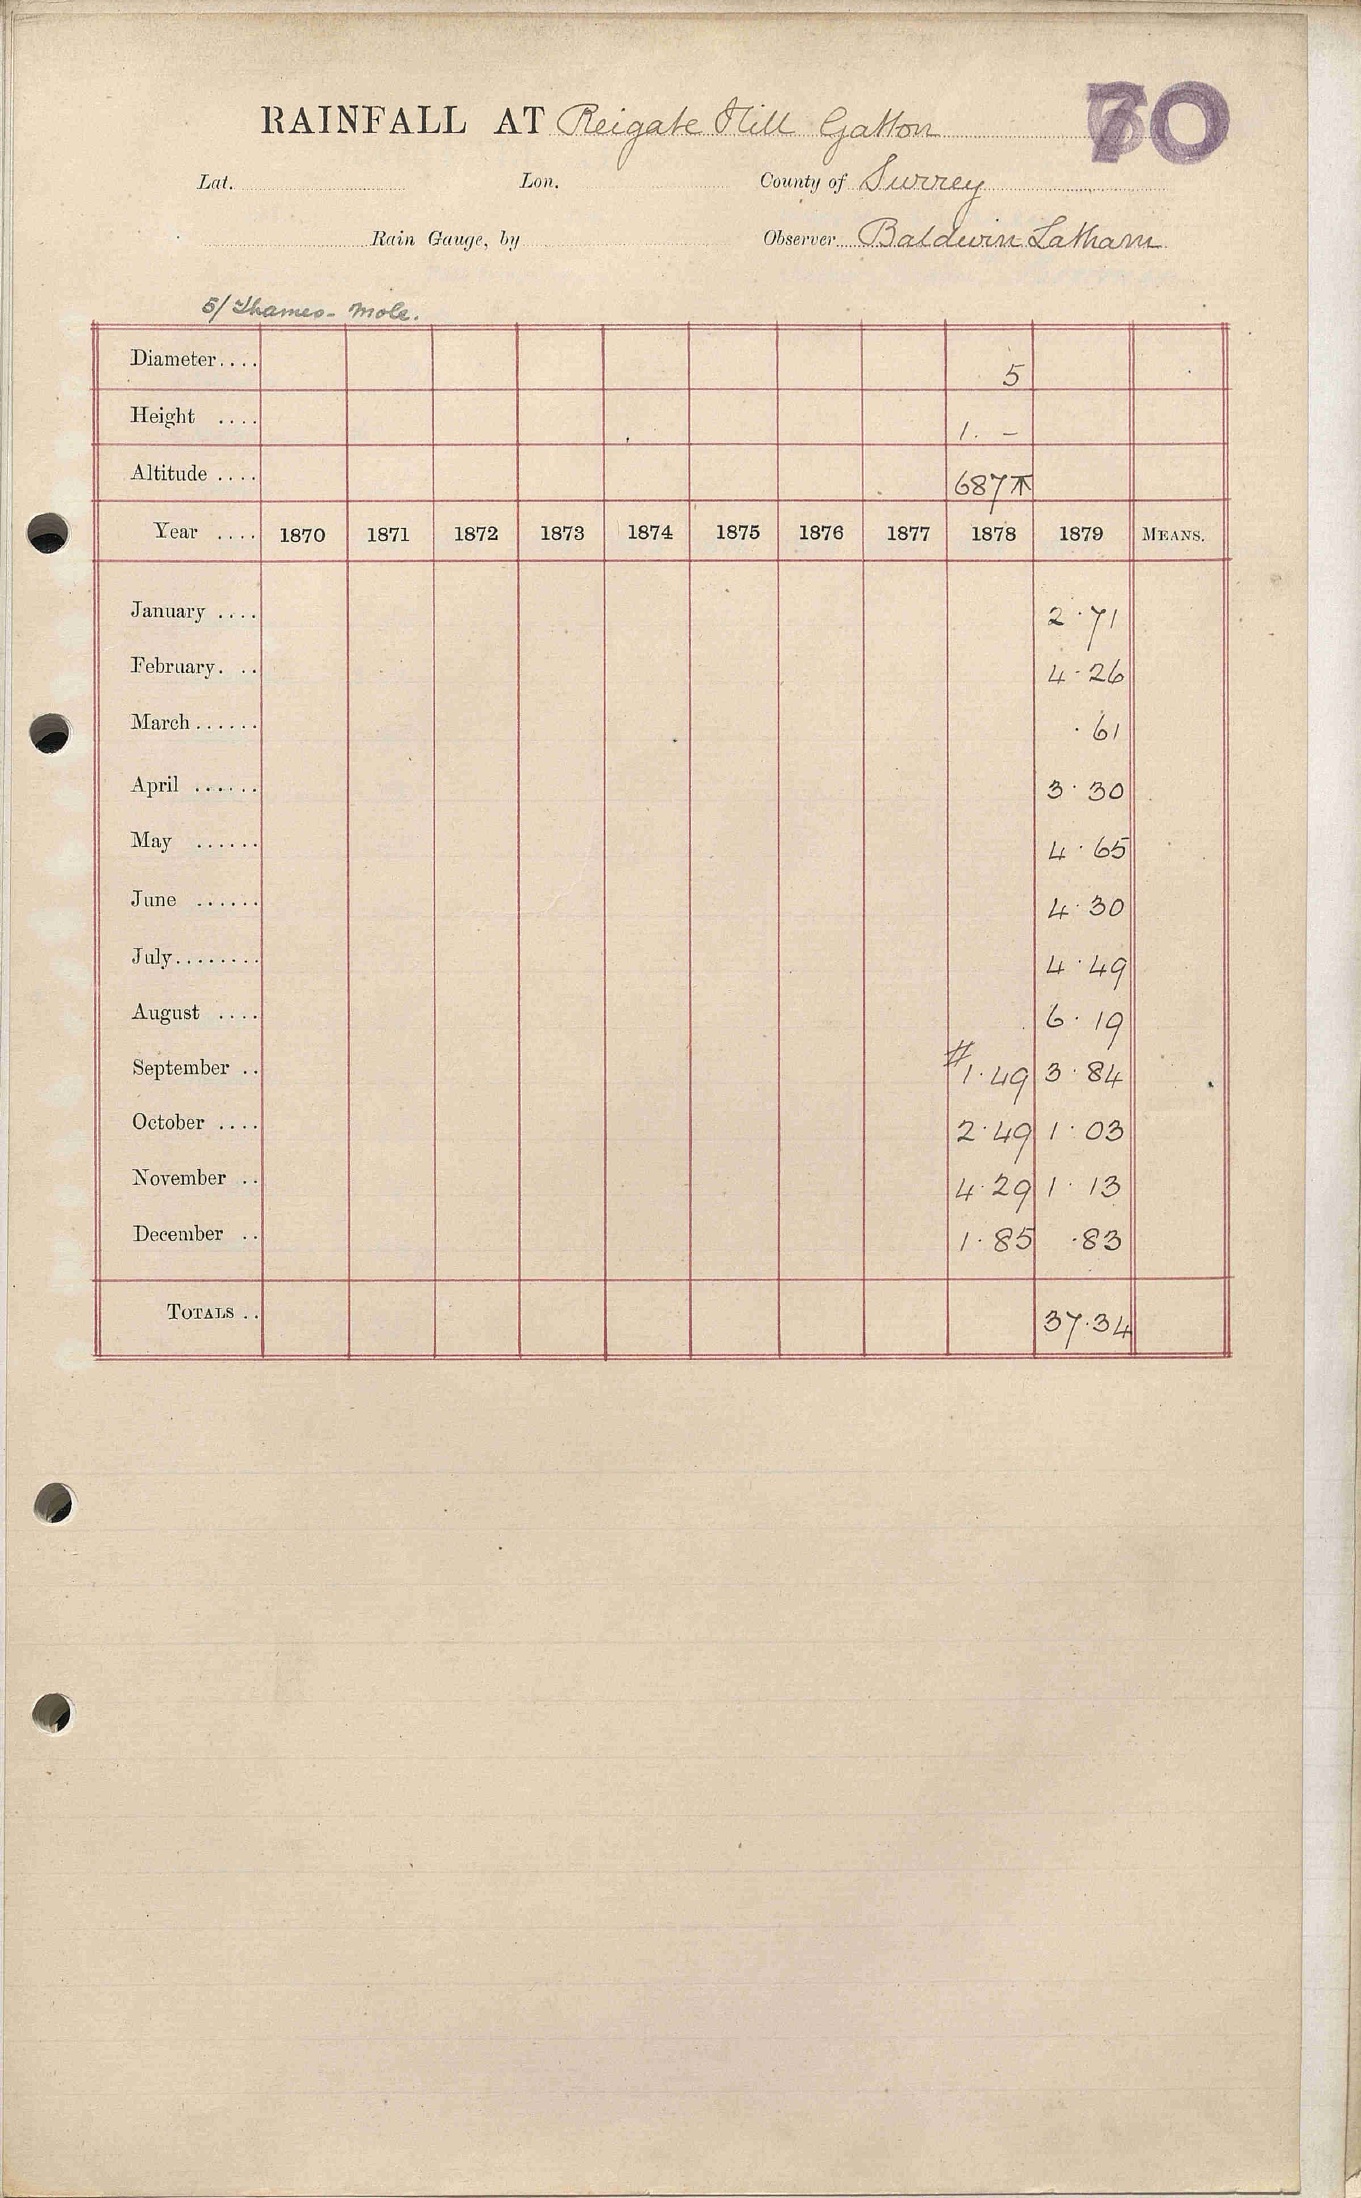 RAINFALL AT Reigate Hill Gatton 70
Lat. Lon. County of Surrey
Rain Gauge, by Observer Baldwin Latham
5/ Thames - Mole.
Diameter.... 5
Height .... 1. -
Altitude .... 687
Year .... 1870 1871 1872 1873 1874 1875 1876 1877 1878 1879 MEANS.
January .... 2.71
February. .. 4.26
March...... .61
April ...... 3.30
May ...... 4.65
June ...... 4.30
July........ 4.49
August .... 6.19
September .. #1.49 3.84
October .... 2.49 1.03
November .. 4.29 1.13
December .. 1.85 .83
TOTALS .. 37.34